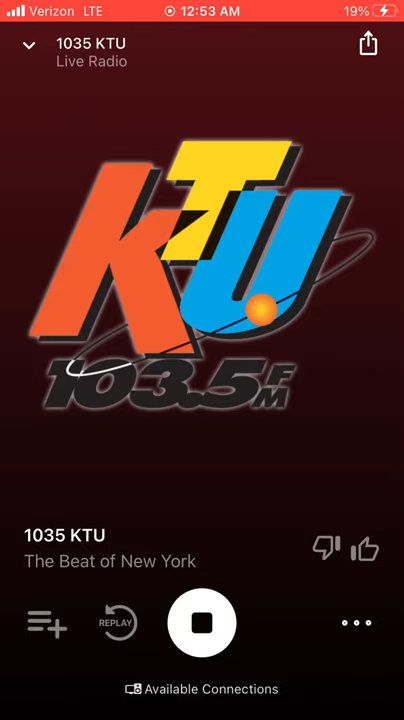 Verizon LTE 12:53 AM 19%
1035 KTU
Live Radio
KTU
103.5 FM
1035 KTU
The Beat of New York
REPLAY
Available Connections